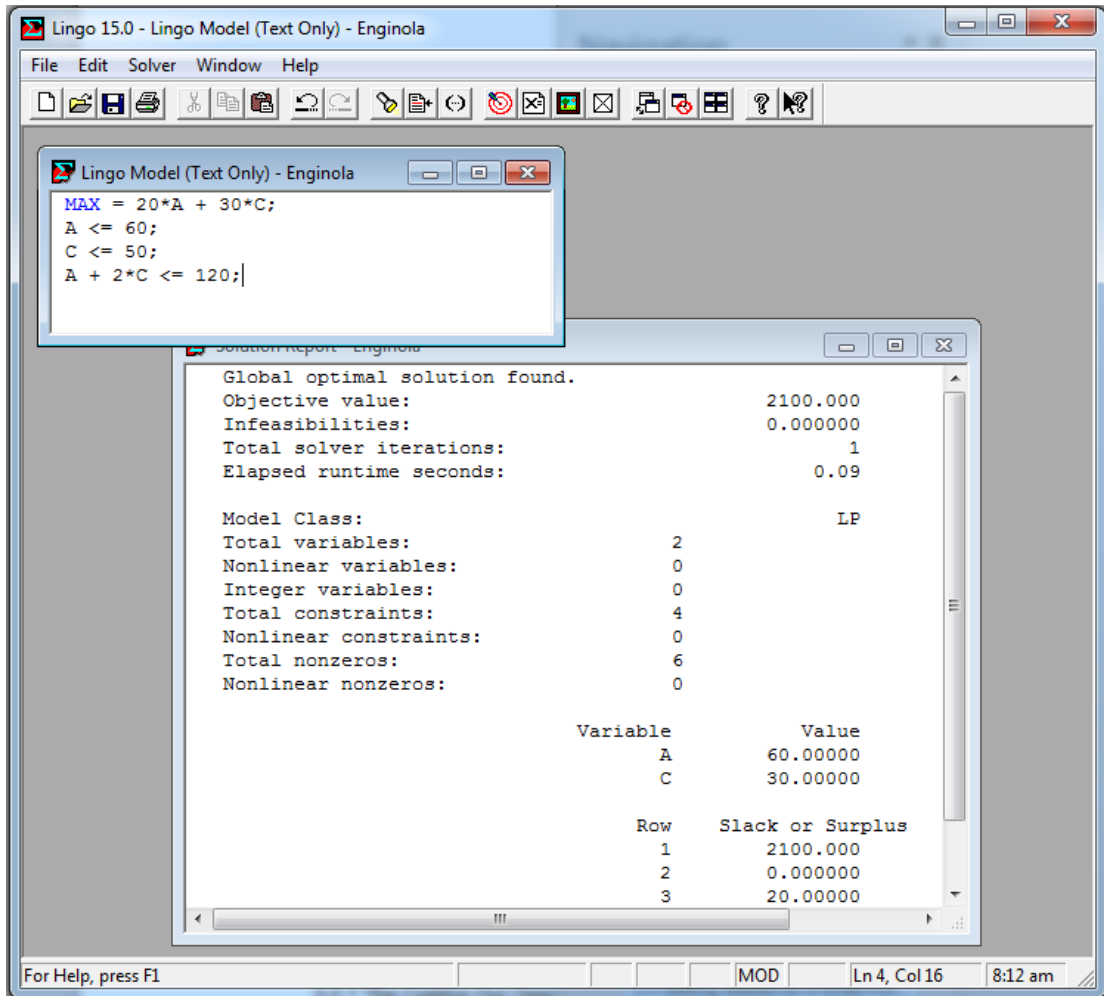 Lingo 15.0 - Lingo Model (Text Only) - Enginola
File Edit Solver Window Help
Lingo Model (Text Only) - Enginola
MAX = 20*A + 30*C;
A <= 60;
C <= 50;
A + 2*C <= 120;
Solution Report - Enginola
Global optimal solution found.
Objective value: 2100.000
Infeasibilities: 0.000000
Total solver iterations: 1
Elapsed runtime seconds: 0.09
Model Class: LP
Total variables: 2
Nonlinear variables: 0
Integer variables: 0
Total constraints: 4
Nonlinear constraints: 0
Total nonzeros: 6
Nonlinear nonzeros: 0
Variable Value
A 60.00000
C 30.00000
Row Slack or Surplus
1 2100.000
2 0.000000
3 20.00000
For Help, press F1 MOD Ln 4, Col 16 8:12 am